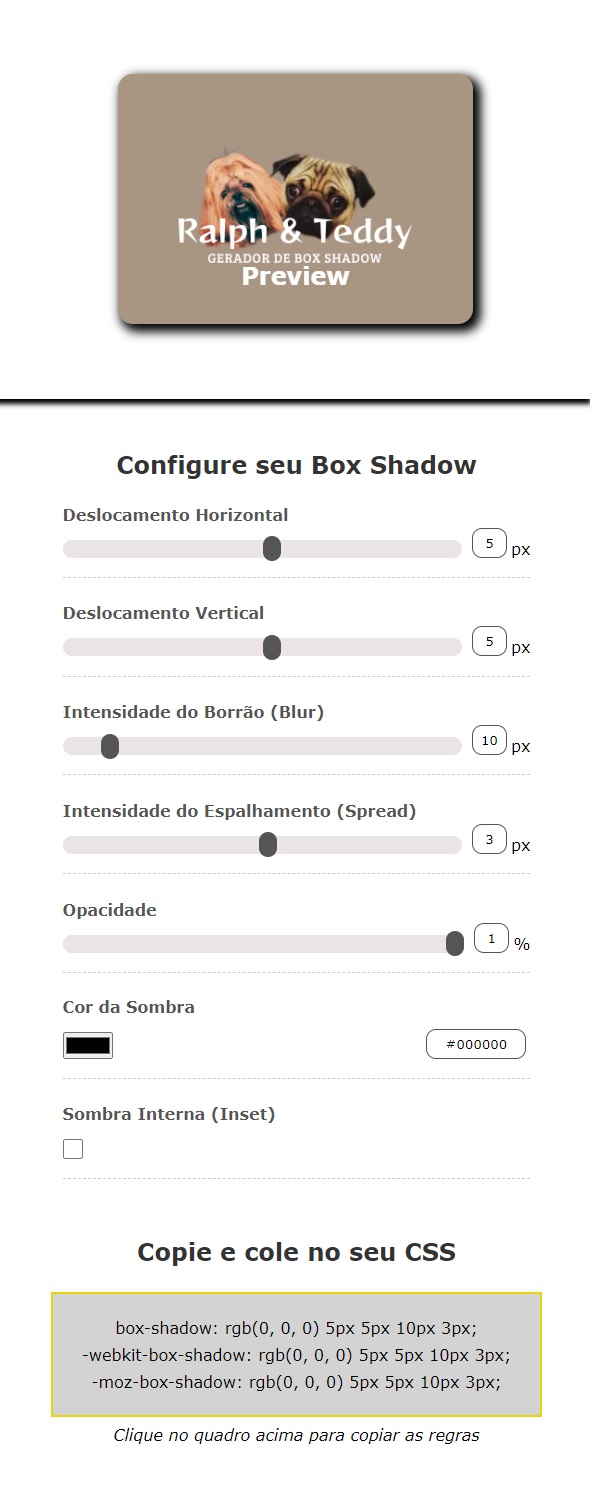 Ralph & Teddy
GERADOR DE BOX SHADOW
Preview
Configure seu Box Shadow
Deslocamento Horizontal
5 px
Deslocamento Vertical
5 px
Intensidade do Borrão (Blur)
10 px
Intensidade do Espalhamento (Spread)
3 px
Opacidade
1 %
Cor da Sombra
#000000
Sombra Interna (Inset)
Copie e cole no seu CSS
box-shadow: rgb(0, 0, 0) 5px 5px 10px 3px;
-webkit-box-shadow: rgb(0, 0, 0) 5px 5px 10px 3px;
-moz-box-shadow: rgb(0, 0, 0) 5px 5px 10px 3px;
Clique no quadro acima para copiar as regras